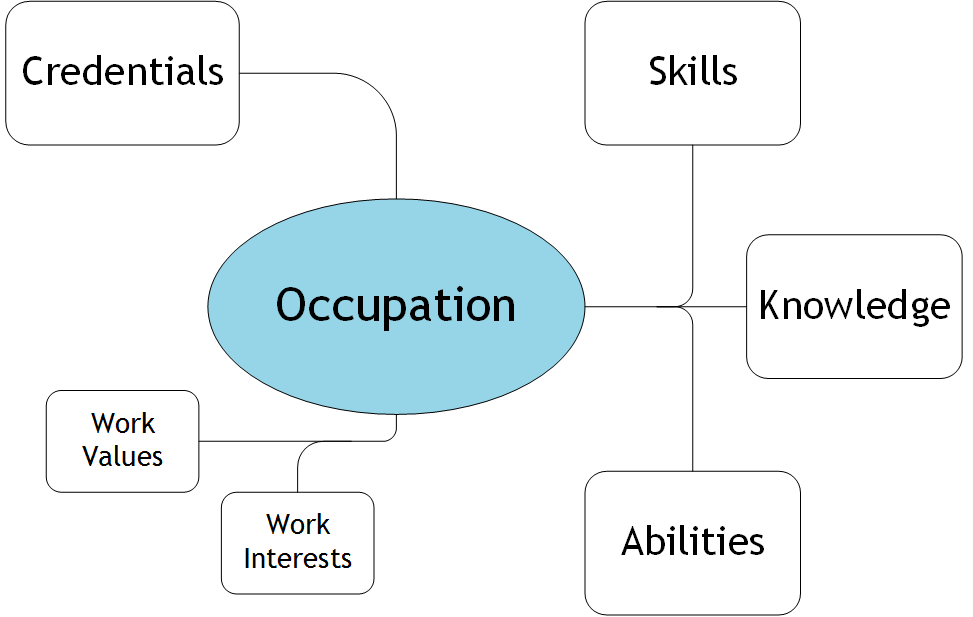 Credentials
Skills
Occupation
Knowledge
Work
Values
Work
Interests
Abilities